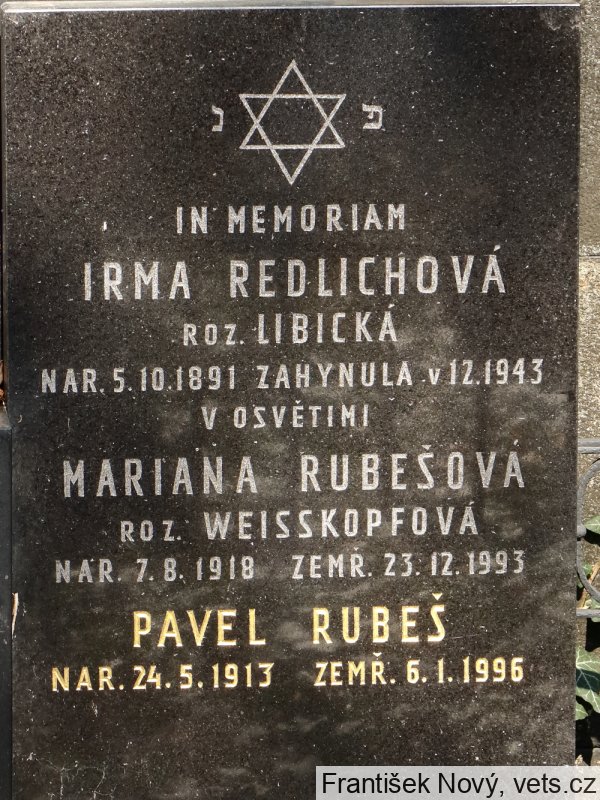 פ נ
IN MEMORIAM
IRMA REDLICHOVÁ
ROZ. LIBICKÁ
NAR. 5.10.1891 ZAHYNULA v 12.1943
V OSVĚTIMI
MARIANA RUBEŠOVÁ
ROZ. WEISSKOPFOVÁ
NAR. 7.8.1918 ZEMŘ. 23.12.1993
PAVEL RUBEŠ
NAR. 24.5.1913 ZEMŘ. 6.1.1996
František Nový, vets.cz